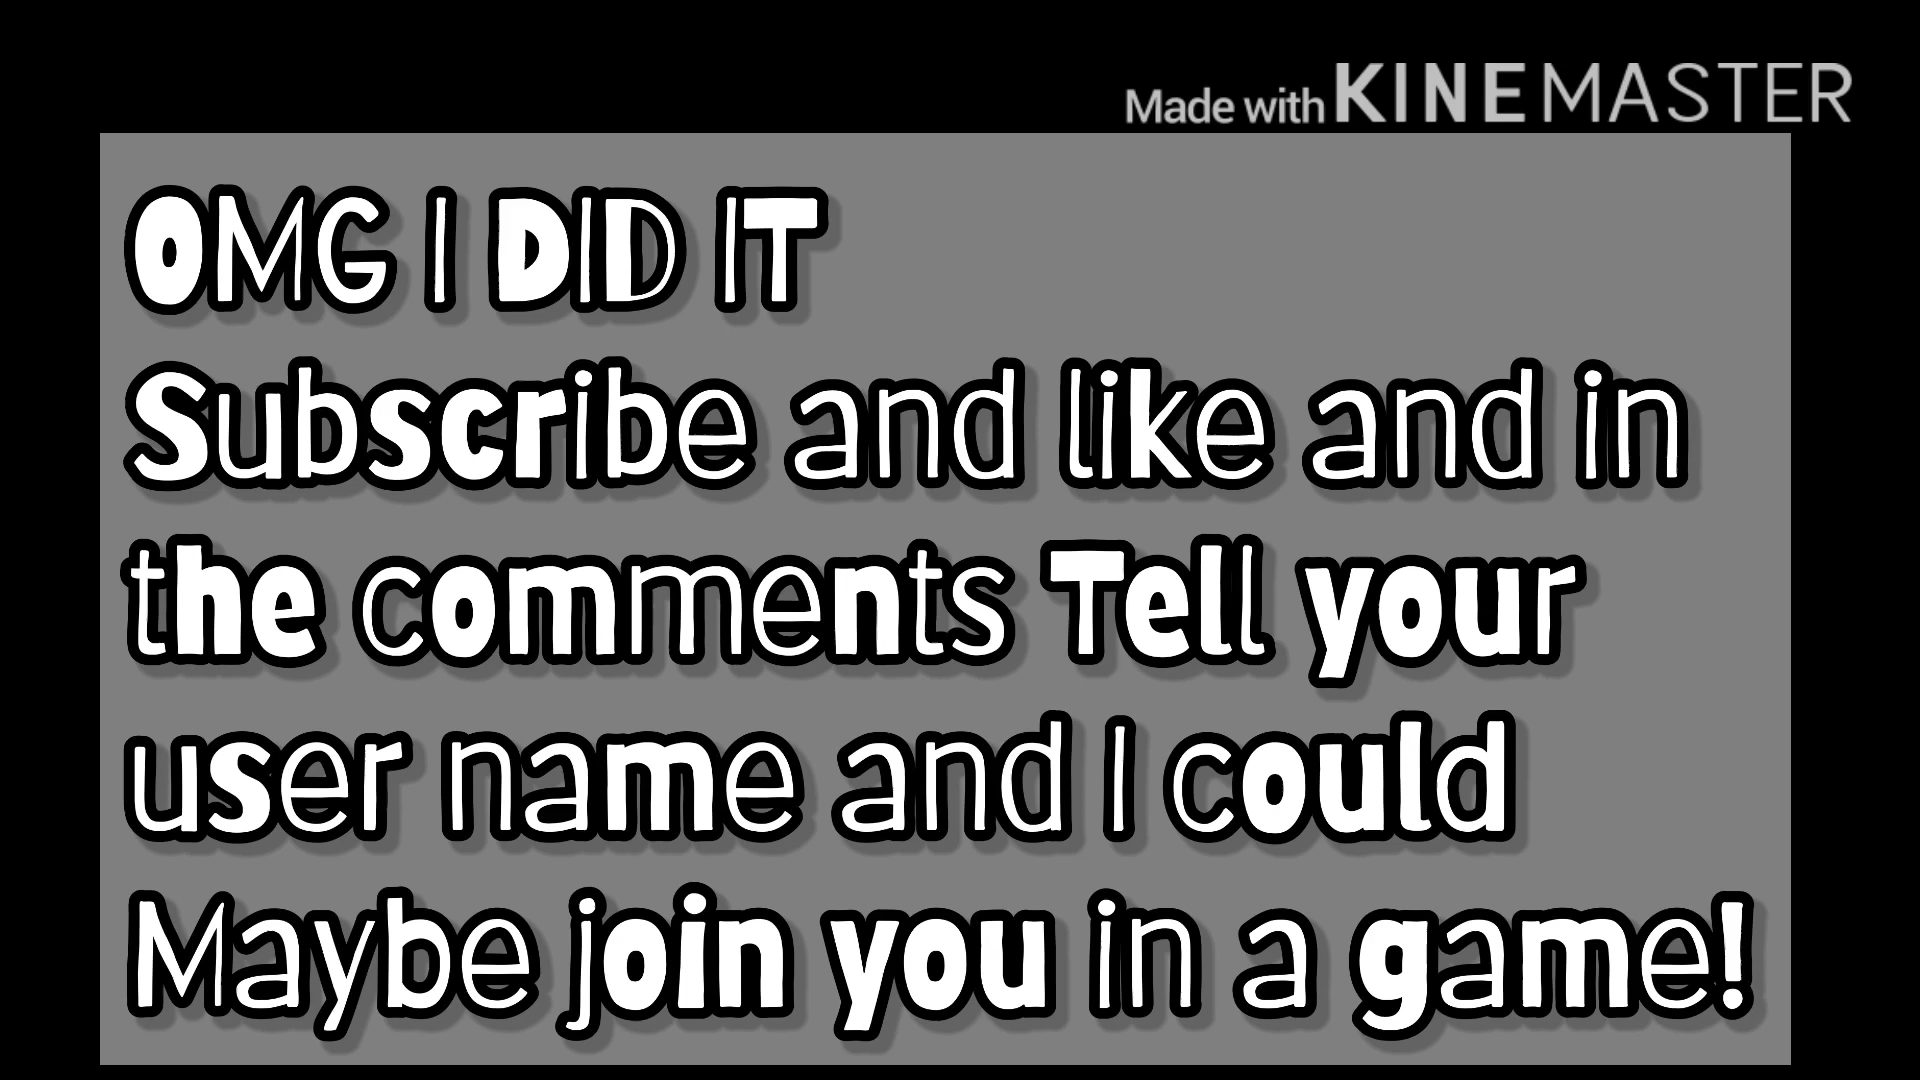 Made with KINEMASTER
OMG I DID IT
Subscribe and like and in
the comments Tell your
user name and I could
Maybe join you in a game!